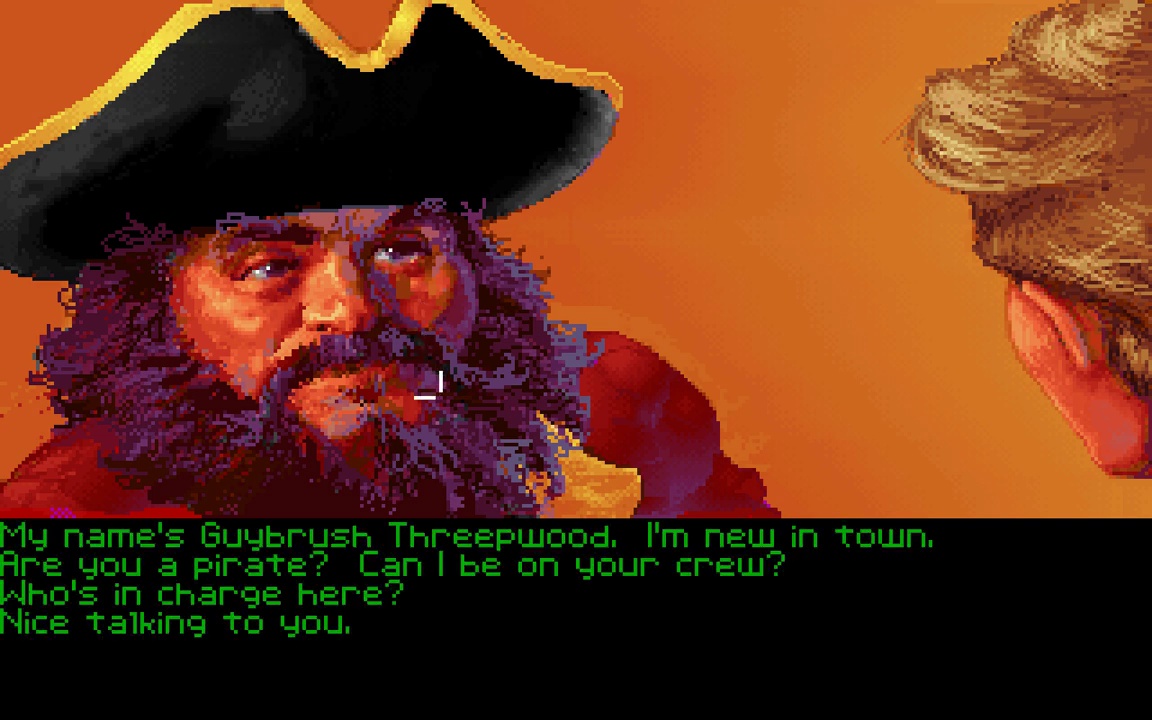 My name's Guybrush Threepwood.  I'm new in town.
Are you a pirate?  Can I be on your crew?
Who's in charge here?
Nice talking to you.